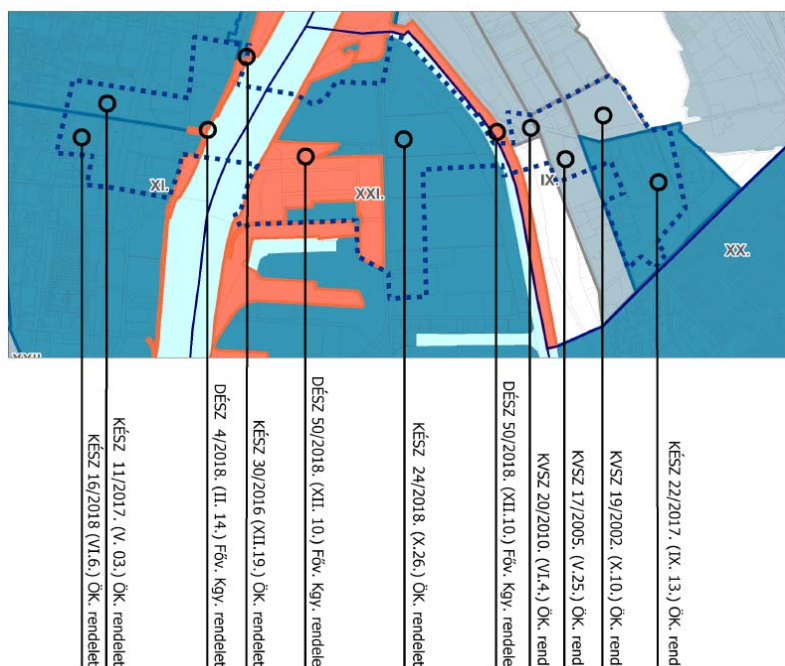 XI.
XXI.
IX.
XX.
XXII
KÉSZ 16/2018 (VI.6.) ÖK. rendelet
KÉSZ 11/2017. (V. 03.) ÖK. rendelet
DÉSZ 4/2018. (II. 14.) Főv. Kgy. rendelet
KÉSZ 30/2016 (XII.19.) ÖK. rendelet
DÉSZ 50/2018. (XII. 10.) Főv. Kgy. rendele
KÉSZ 24/2018. (X.26.) ÖK. rendelet
DÉSZ 50/2018. (XII.10.) Főv. Kgy. rendele
KVSZ 20/2010. (VI.4.) ÖK. rend
KVSZ 17/2005. (V.25.) ÖK. rend
KVSZ 19/2002. (X.10.) ÖK. rend
KÉSZ 22/2017. (IX. 13.) ÖK. rend